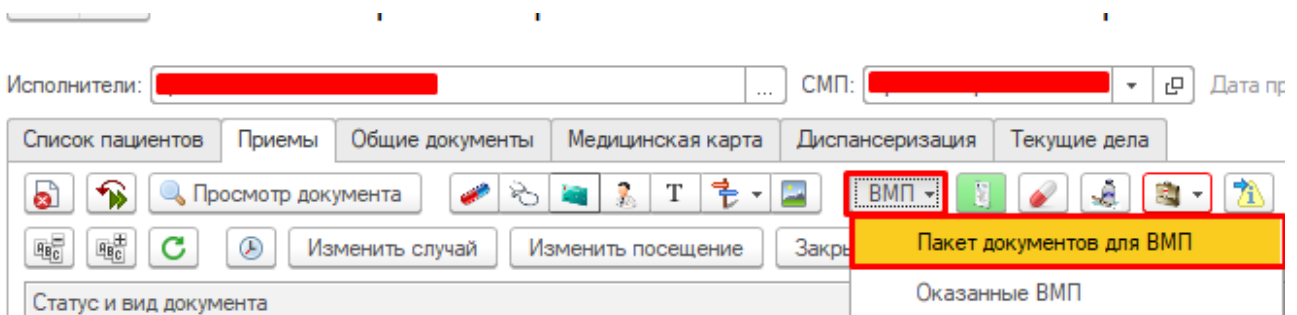 Исполнители: ... СМП: Дата пр
Список пациентов Приемы Общие документы Медицинская карта Диспансеризация Текущие дела
Просмотр документа T ВМП
Изменить случай Изменить посещение Закры Пакет документов для ВМП
Статус и вид документа Оказанные ВМП